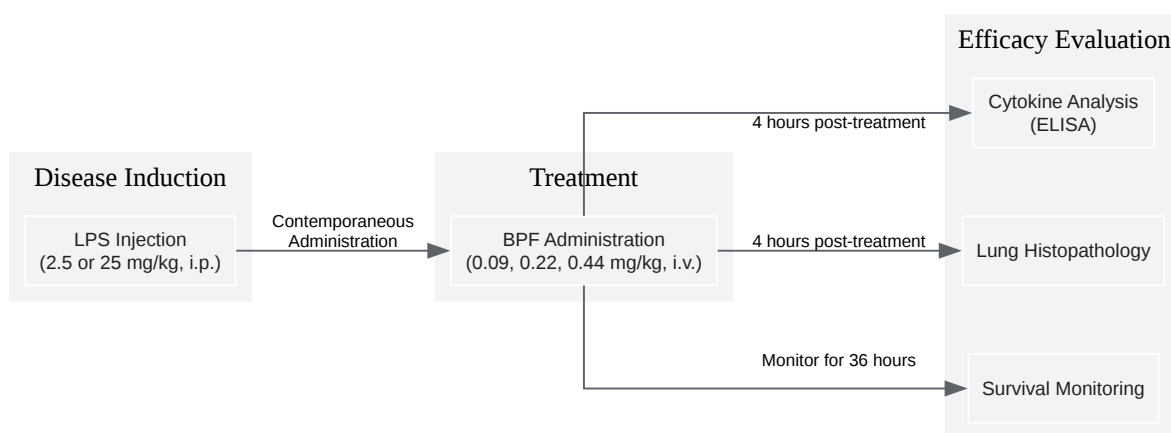 Disease Induction
LPS Injection
(2.5 or 25 mg/kg, i.p.)
Contemporaneous
Administration
Treatment
BPF Administration
(0.09, 0.22, 0.44 mg/kg, i.v.)
4 hours post-treatment
4 hours post-treatment
Monitor for 36 hours
Efficacy Evaluation
Cytokine Analysis
(ELISA)
Lung Histopathology
Survival Monitoring